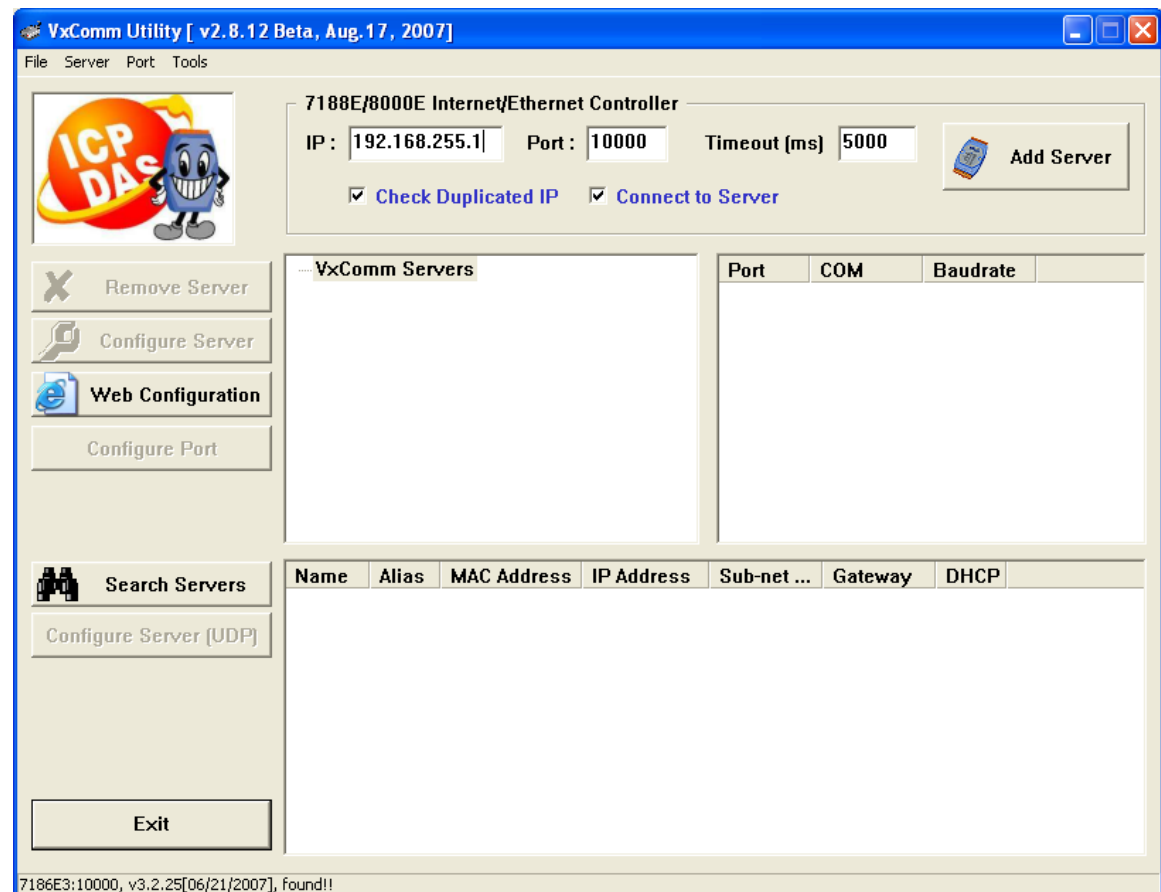 VxComm Utility [ v2.8.12 Beta, Aug.17, 2007]
File Server Port Tools
ICP
DAS
7188E/8000E Internet/Ethernet Controller
IP : 192.168.255.1 Port : 10000 Timeout (ms) 5000 Add Server
Check Duplicated IP Connect to Server
Remove Server
Configure Server
Web Configuration
Configure Port
VxComm Servers
Port COM Baudrate
Search Servers
Configure Server (UDP)
Name Alias MAC Address IP Address Sub-net ... Gateway DHCP
Exit
7186E3:10000, v3.2.25[06/21/2007], found!!